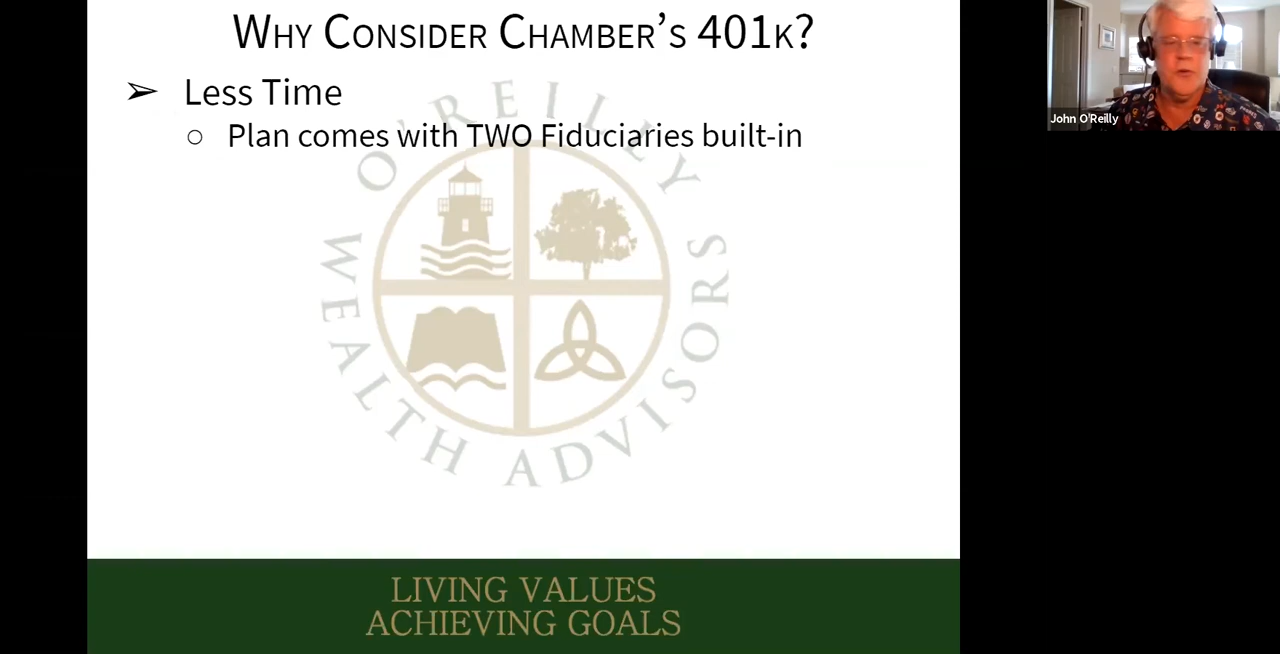 Why Consider Chamber’s 401k?
➢ Less Time
○ Plan comes with TWO Fiduciaries built-in
O'REILLY
WEALTH ADVISORS
LIVING VALUES
ACHIEVING GOALS
John O'Reilly